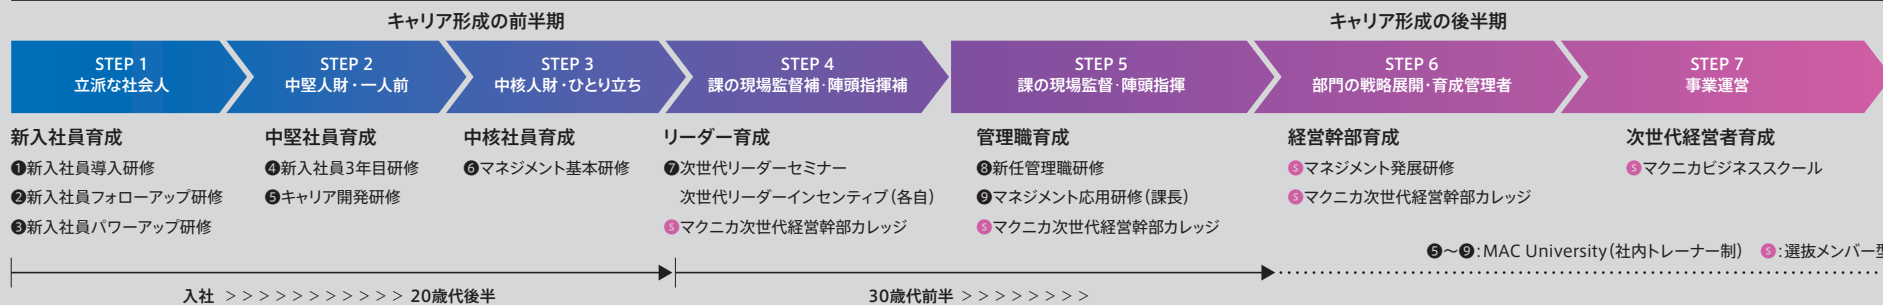 キャリア形成の前半期
キャリア形成の後半期
STEP 1
立派な社会人
STEP 2
中堅人財・一人前
STEP 3
中核人財・ひとり立ち
STEP 4
課の現場監督補・陣頭指揮補
STEP 5
課の現場監督・陣頭指揮
STEP 6
部門の戦略展開・育成管理者
STEP 7
事業運営
新入社員育成
❶新入社員導入研修
❷新入社員フォローアップ研修
❸新入社員パワーアップ研修
中堅社員育成
❹新入社員3年目研修
❺キャリア開発研修
中核社員育成
❻マネジメント基本研修
リーダー育成
❼次世代リーダーセミナー
次世代リーダーインセンティブ(各自)
Ⓢマクニカ次世代経営幹部カレッジ
管理職育成
❽新任管理職研修
❾マネジメント応用研修(課長)
Ⓢマクニカ次世代経営幹部カレッジ
経営幹部育成
Ⓢマネジメント発展研修
Ⓢマクニカ次世代経営幹部カレッジ
次世代経営者育成
Ⓢマクニカビジネススクール
❺〜❾:MAC University(社内トレーナー制) Ⓢ:選抜メンバー型
入社 >>>>>>>>>>> 20歳代後半
30歳代前半 >>>>>>>>